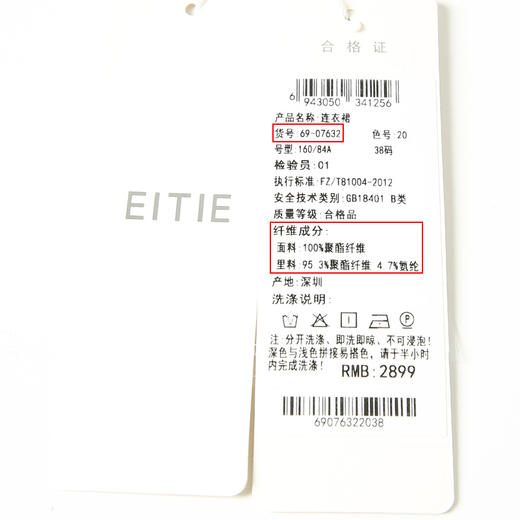 EITIE
合格证
6 943050 341256
产品名称:连衣裙
货号 69-07632 色号:20
号型:160/84A 38码
检验员:01
执行标准:FZ/T81004-2012
安全技术类别:GB18401 B类
质量等级:合格品
纤维成分:
面料:100%聚酯纤维
里料:95 3%聚酯纤维 4.7%氨纶
产地:深圳
洗涤说明:
P
注:分开洗涤、即洗即晾、不可浸泡!
深色与浅色拼接易搭色,请于半小时
内完成洗涤!
RMB:2899
69076322038